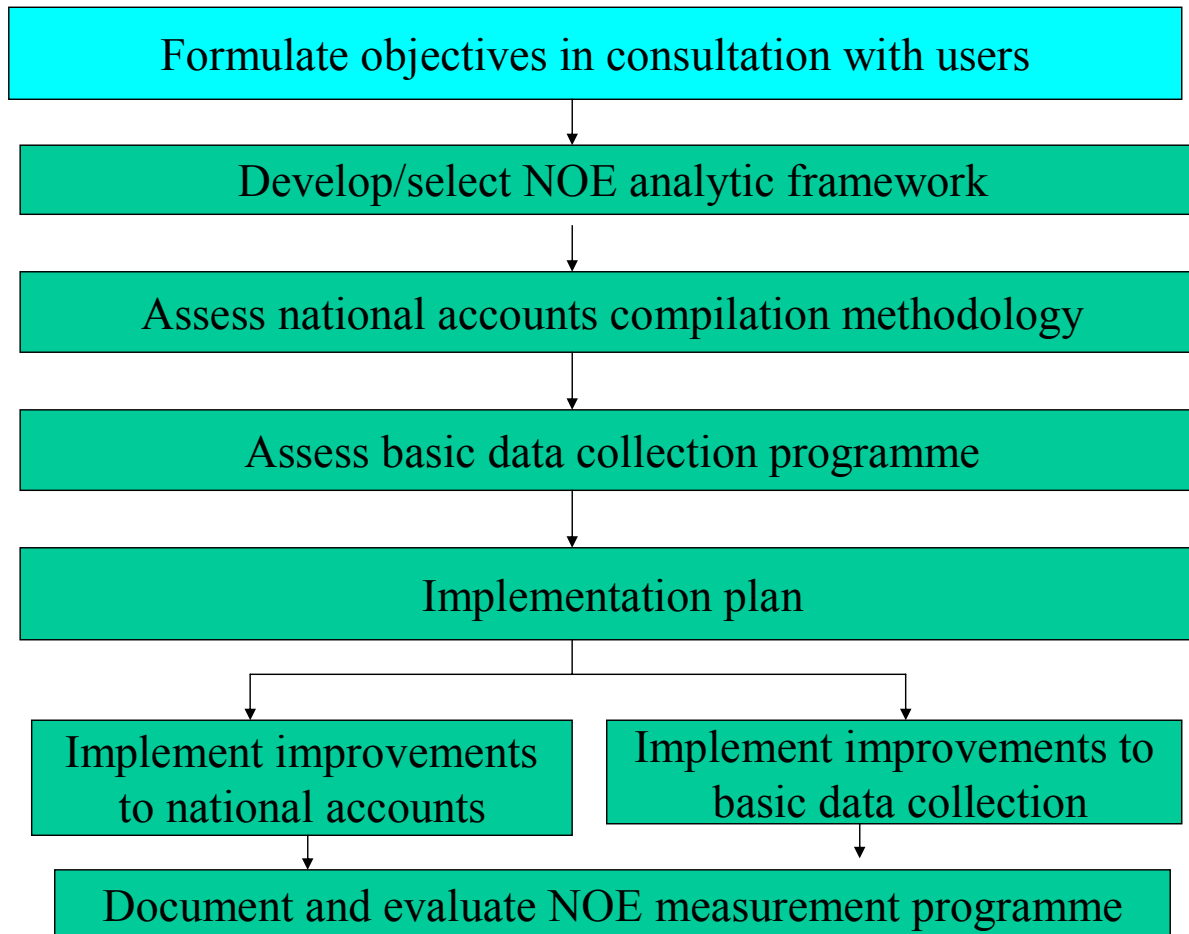 Formulate objectives in consultation with users
Develop/select NOE analytic framework
Assess national accounts compilation methodology
Assess basic data collection programme
Implementation plan
Implement improvements
to national accounts
Implement improvements to
basic data collection
Document and evaluate NOE measurement programme